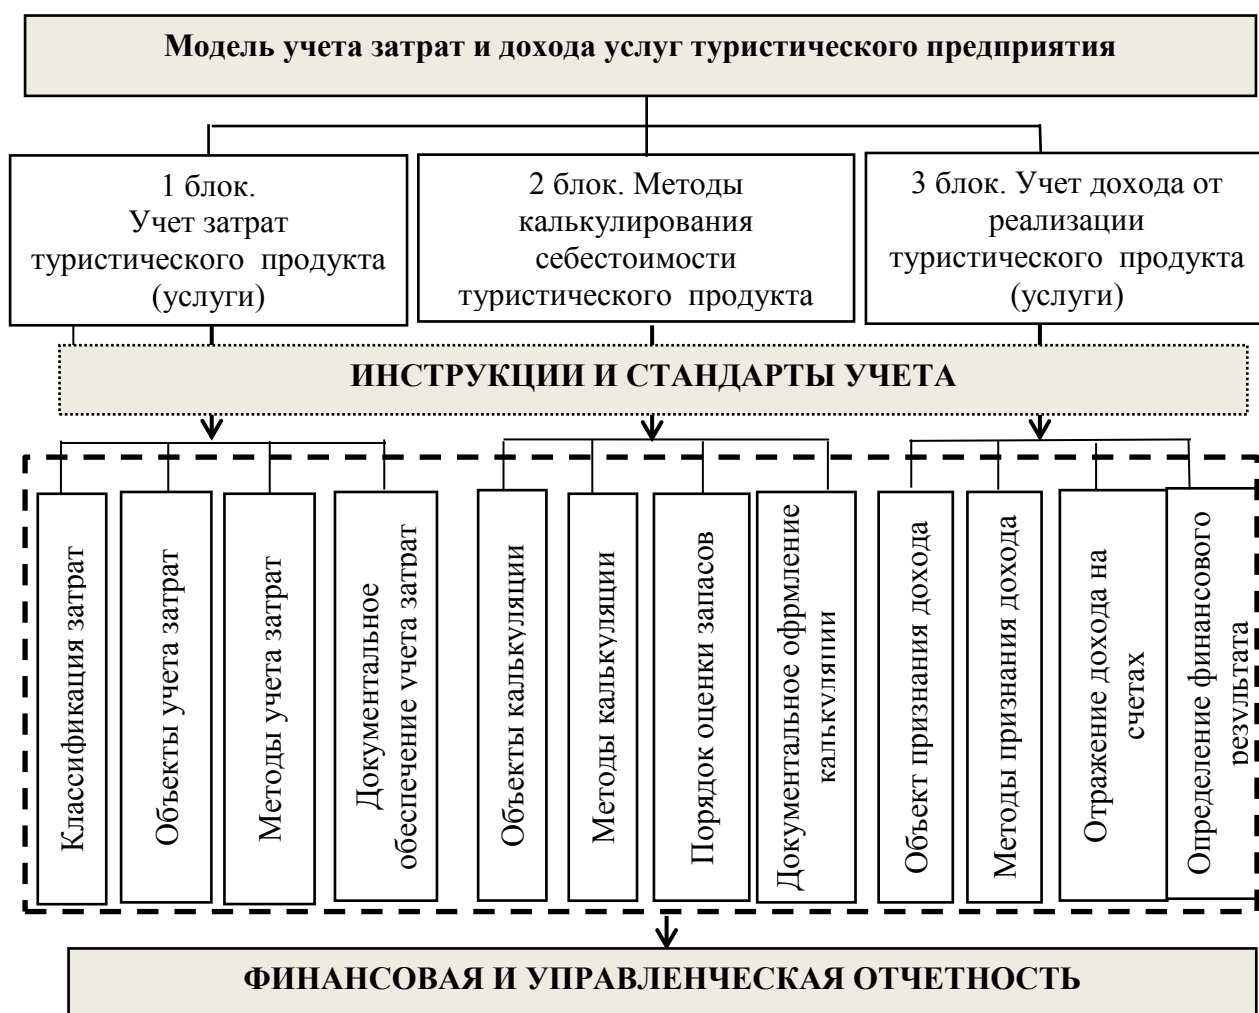 Модель учета затрат и дохода услуг туристического предприятия
1 блок.
Учет затрат
туристического продукта
(услуги)
2 блок. Методы
калькулирования
себестоимости
туристического продукта
3 блок. Учет дохода от
реализации
туристического продукта
(услуги)
ИНСТРУКЦИИ И СТАНДАРТЫ УЧЕТА
Классификация затрат
Объекты учета затрат
Методы учета затрат
Документальное
обеспечение учета затрат
Объекты калькуляции
Методы калькуляции
Порядок оценки запасов
Документальное офрмление
калькуляции
Объект признания дохода
Методы признания дохода
Отражение дохода на
счетах
Определение финансового
результата
ФИНАНСОВАЯ И УПРАВЛЕНЧЕСКАЯ ОТЧЕТНОСТЬ